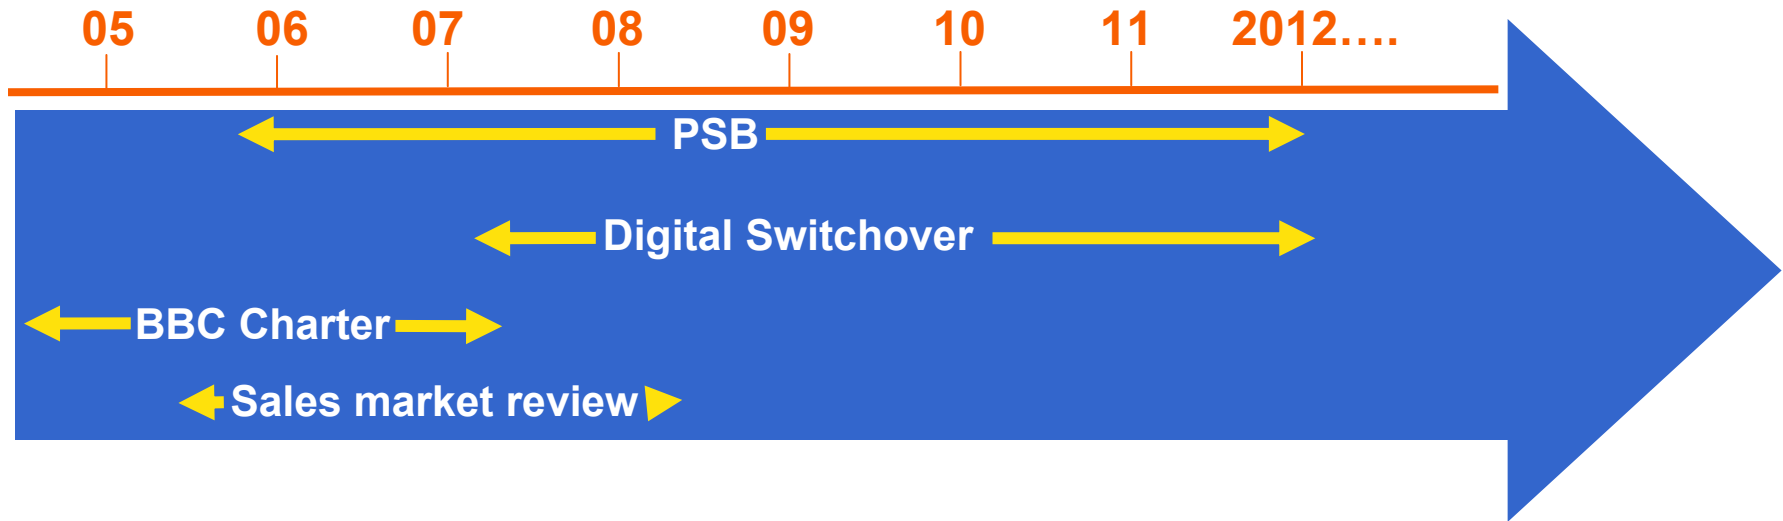 05 06 07 08 09 10 11 2012....
PSB
Digital Switchover
BBC Charter
Sales market review